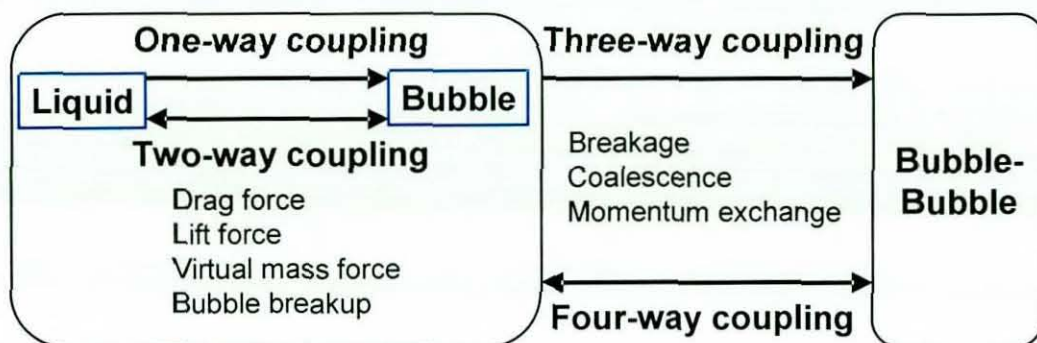 One-way coupling
Liquid
Bubble
Two-way coupling
Drag force
Lift force
Virtual mass force
Bubble breakup
Three-way coupling
Breakage
Coalescence
Momentum exchange
Four-way coupling
Bubble-
Bubble